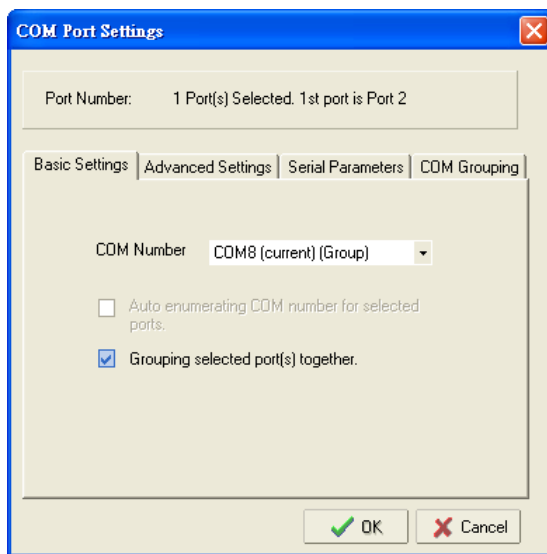 COM Port Settings
Port Number: 1 Port(s) Selected. 1st port is Port 2
Basic Settings Advanced Settings Serial Parameters COM Grouping
COM Number COM8 (current) (Group)
Auto enumerating COM number for selected
ports.
Grouping selected port(s) together.
OK Cancel